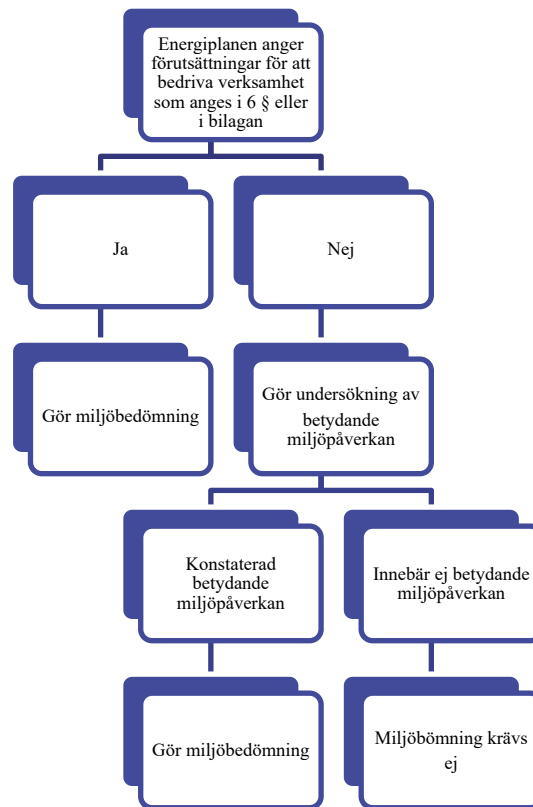 Energiplanen anger
förutsättningar för att
bedriva verksamhet
som anges i 6 § eller
i bilagan
Ja
Nej
Gör miljöbedömning
Gör undersökning av
betydande
miljöpåverkan
Konstaterad
betydande
miljöpåverkan
Innebär ej betydande
miljöpåverkan
Gör miljöbedömning
Miljöbömning krävs
ej